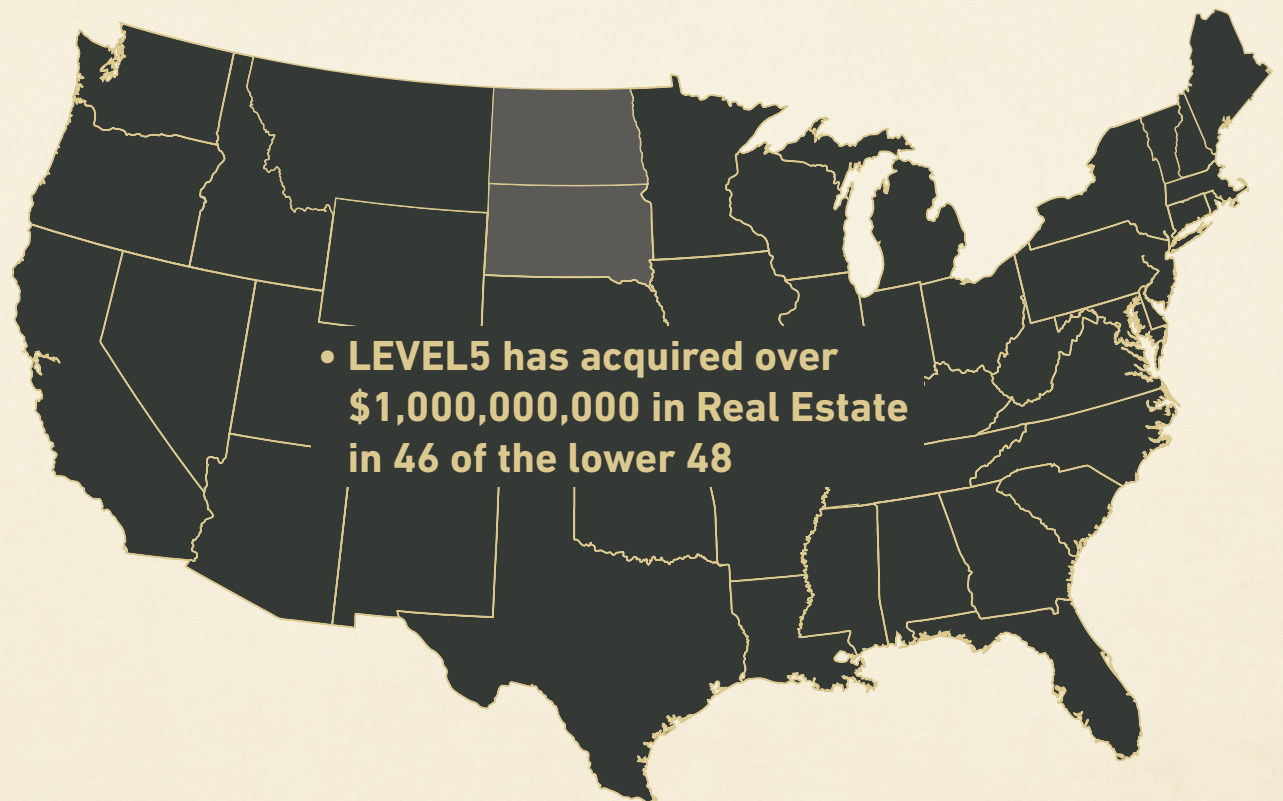 • LEVEL5 has acquired over
$1,000,000,000 in Real Estate
in 46 of the lower 48